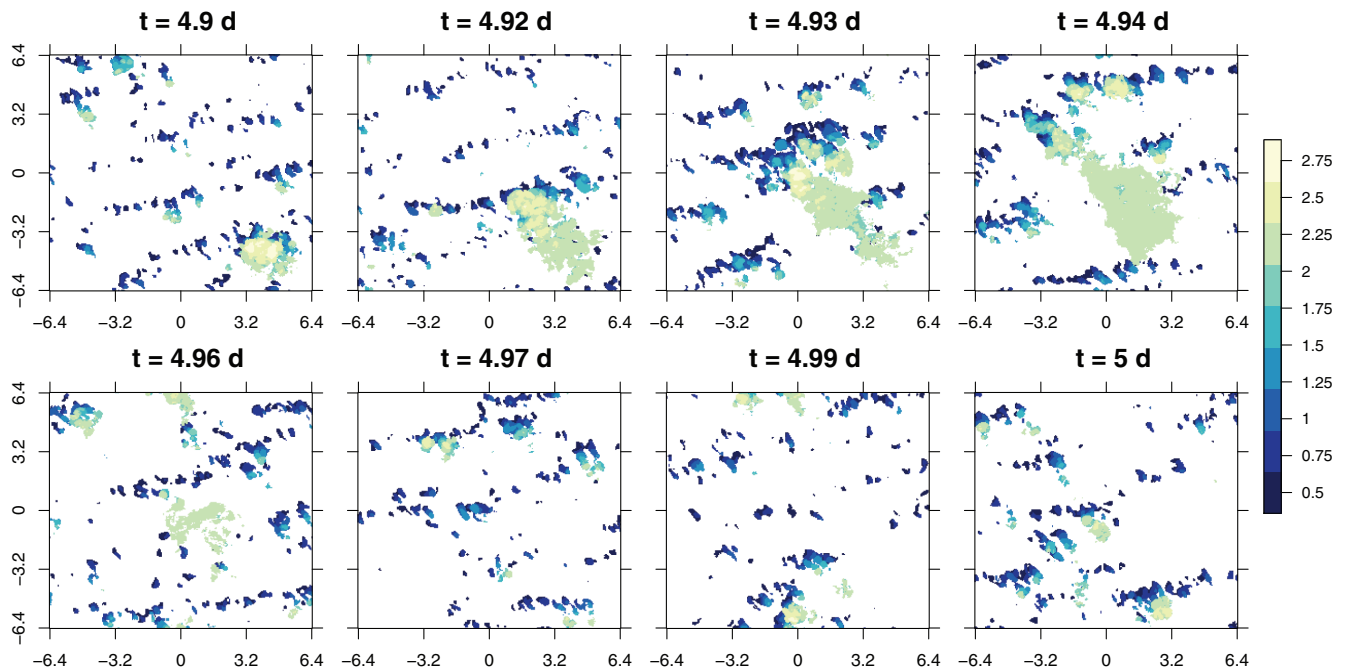 t = 4.9 d
t = 4.92 d
t = 4.93 d
t = 4.94 d
6.4
3.2
0
−3.2
−6.4
−6.4 −3.2 0 3.2 6.4
−6.4 −3.2 0 3.2 6.4
−6.4 −3.2 0 3.2 6.4
−6.4 −3.2 0 3.2 6.4
2.75
2.5
2.25
2
1.75
1.5
1.25
1
0.75
0.5
t = 4.96 d
t = 4.97 d
t = 4.99 d
t = 5 d
6.4
3.2
0
−3.2
−6.4
−6.4 −3.2 0 3.2 6.4
−6.4 −3.2 0 3.2 6.4
−6.4 −3.2 0 3.2 6.4
−6.4 −3.2 0 3.2 6.4